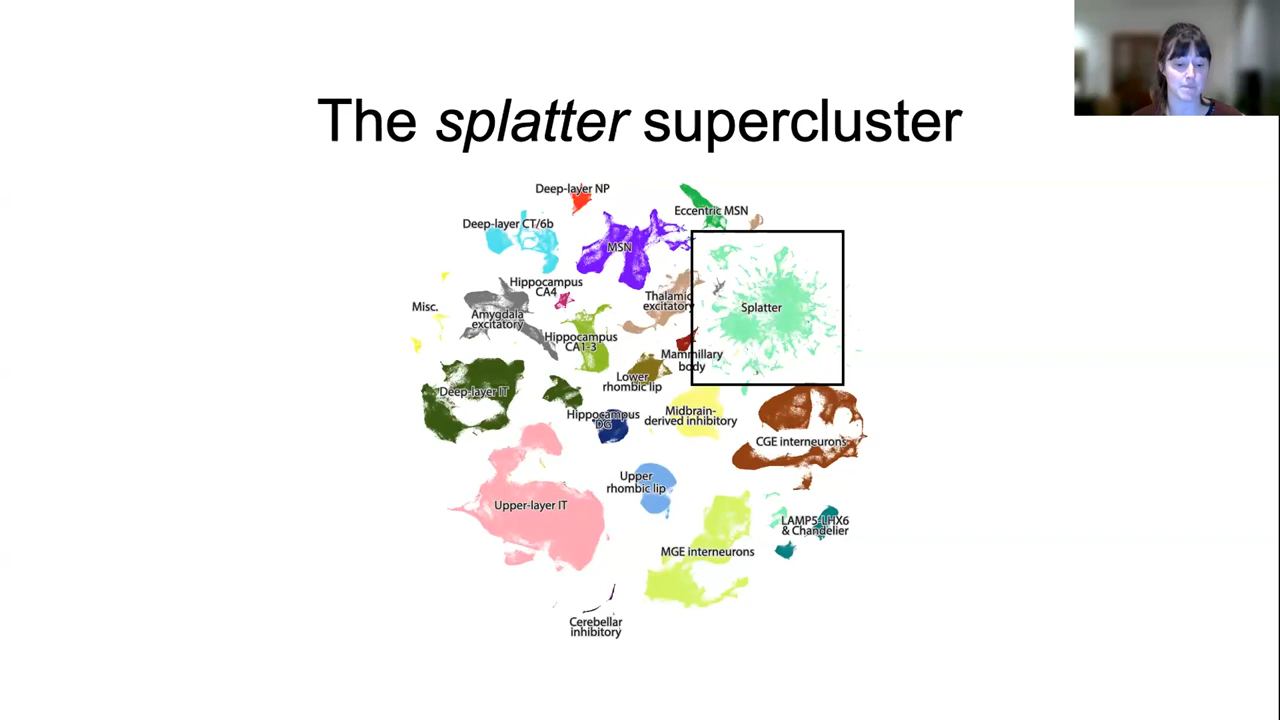 The splatter supercluster
Deep-layer NP
Eccentric MSN
Deep-layer CT/6b
MSN
Hippocampus
CA4
Thalamic
excitatory
Splatter
Misc.
Amygdala
excitatory
Hippocampus
CA1-3
Mammillary
body
Lower
rhombic lip
Deep-layer IT
Hippocampus
DG
Midbrain-
derived inhibitory
CGE interneurons
Upper
rhombic lip
Upper-layer IT
LAMP5-LHX6
& Chandelier
MGE interneurons
Cerebellar
inhibitory